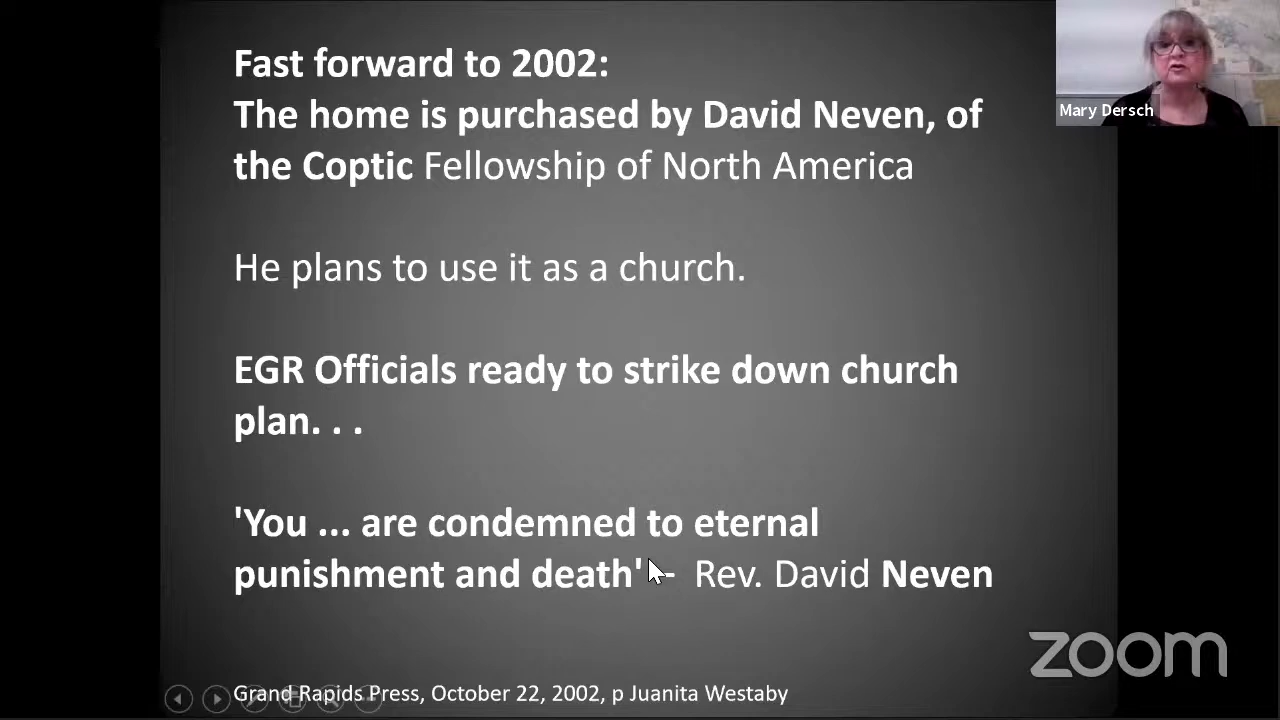 Fast forward to 2002:
The home is purchased by David Neven, of
the Coptic Fellowship of North America
He plans to use it as a church.
EGR Officials ready to strike down church
plan. . .
'You ... are condemned to eternal
punishment and death' - Rev. David Neven
Grand Rapids Press, October 22, 2002, p Juanita Westaby
Mary Dersch
zoom